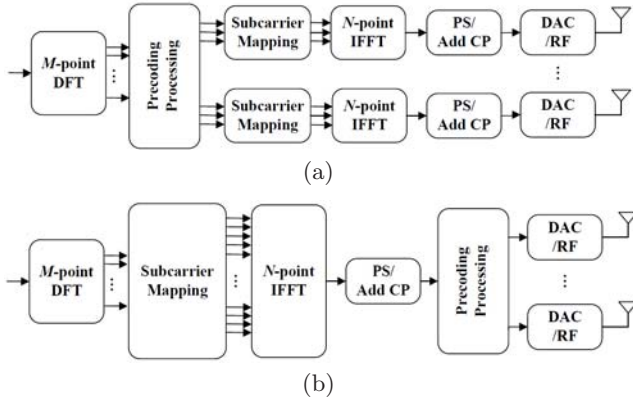 M-point
DFT
Precoding
Processing
Subcarrier
Mapping
N-point
IFFT
PS/
Add CP
DAC
/RF
Subcarrier
Mapping
N-point
IFFT
PS/
Add CP
DAC
/RF
(a)
M-point
DFT
Subcarrier
Mapping
N-point
IFFT
PS/
Add CP
Precoding
Processing
DAC
/RF
DAC
/RF
(b)